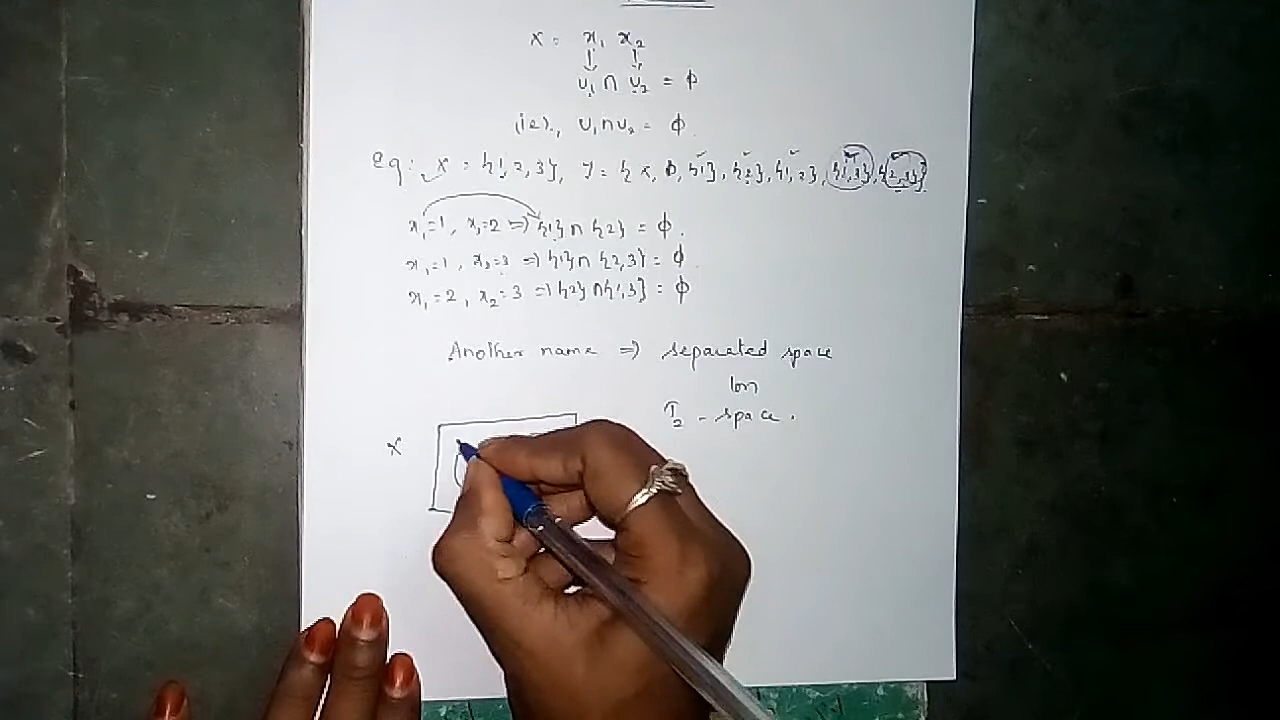 X = x₁ x₂
↓ ↓
U₁ ∩ U₂ = ϕ
(ie)., U₁∩U₂ = ϕ.
Eg: X = {1,2,3}, J = {X, ϕ, {1}, {2}, {1,2}, {1,3}, {2,3}}
x₁=1, x₂=2 ⇒ {1}∩{2} = ϕ.
x₁=1, x₂=3 ⇒ {1}∩{2,3} = ϕ.
x₁=2, x₂=3 ⇒ {2}∩{1,3} = ϕ
Another name ⇒ separated space
(or)
T₂ - space.
X